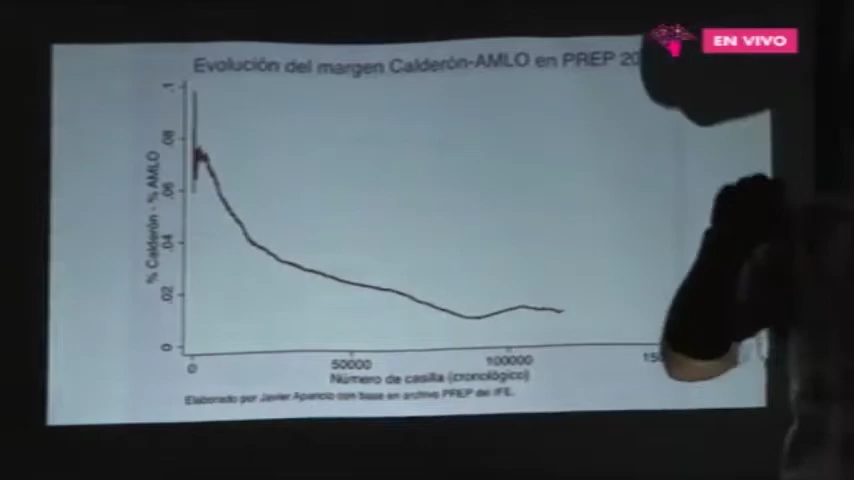 EN VIVO
Evolución del margen Calderón-AMLO en PREP 20
% Calderón - % AMLO
.1
.08
.06
.04
.02
0
0
50000
100000
Número de casilla (cronológico)
Elaborado por Javier Aparicio con base en archivo PREP del IFE.